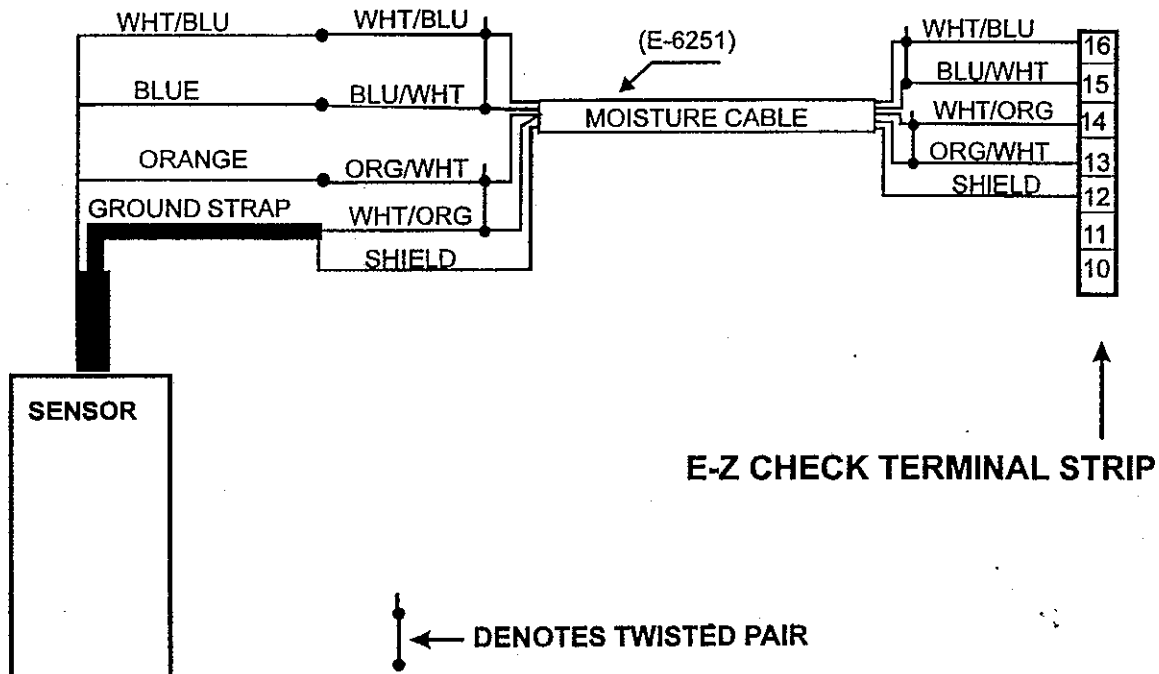 WHT/BLU
WHT/BLU
BLUE
BLU/WHT
ORANGE
ORG/WHT
GROUND STRAP
WHT/ORG
SHIELD
(E-6251)
MOISTURE CABLE
WHT/BLU
16
BLU/WHT
15
WHT/ORG
14
ORG/WHT
13
SHIELD
12
11
10
SENSOR
E-Z CHECK TERMINAL STRIP
DENOTES TWISTED PAIR